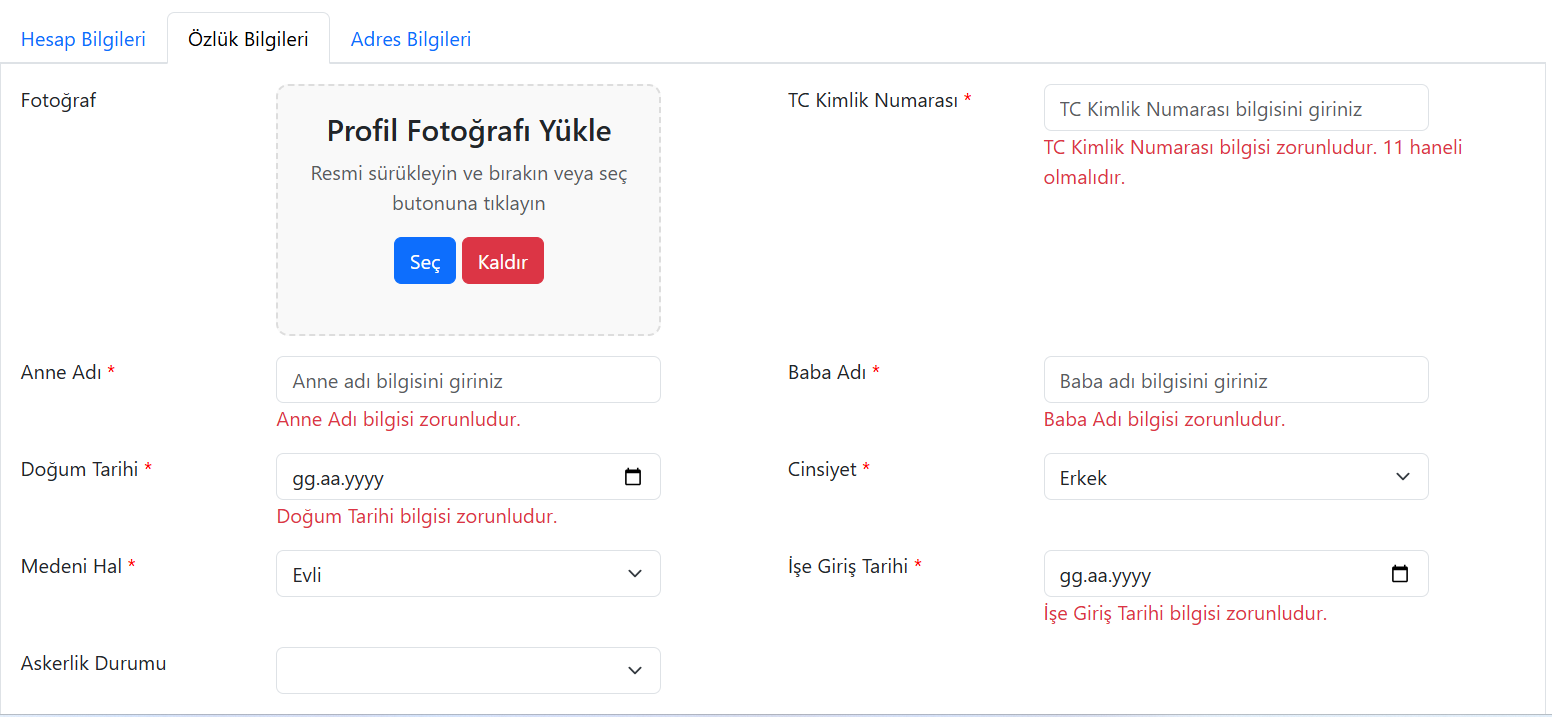 Hesap Bilgileri
Özlük Bilgileri
Adres Bilgileri
Fotoğraf
Profil Fotoğrafı Yükle
Resmi sürükleyin ve bırakın veya seç
butonuna tıklayın
Seç
Kaldır
TC Kimlik Numarası *
TC Kimlik Numarası bilgisini giriniz
TC Kimlik Numarası bilgisi zorunludur. 11 haneli
olmalıdır.
Anne Adı *
Anne adı bilgisini giriniz
Anne Adı bilgisi zorunludur.
Baba Adı *
Baba adı bilgisini giriniz
Baba Adı bilgisi zorunludur.
Doğum Tarihi *
gg.aa.yyyy
Doğum Tarihi bilgisi zorunludur.
Cinsiyet *
Erkek
Medeni Hal *
Evli
İşe Giriş Tarihi *
gg.aa.yyyy
İşe Giriş Tarihi bilgisi zorunludur.
Askerlik Durumu